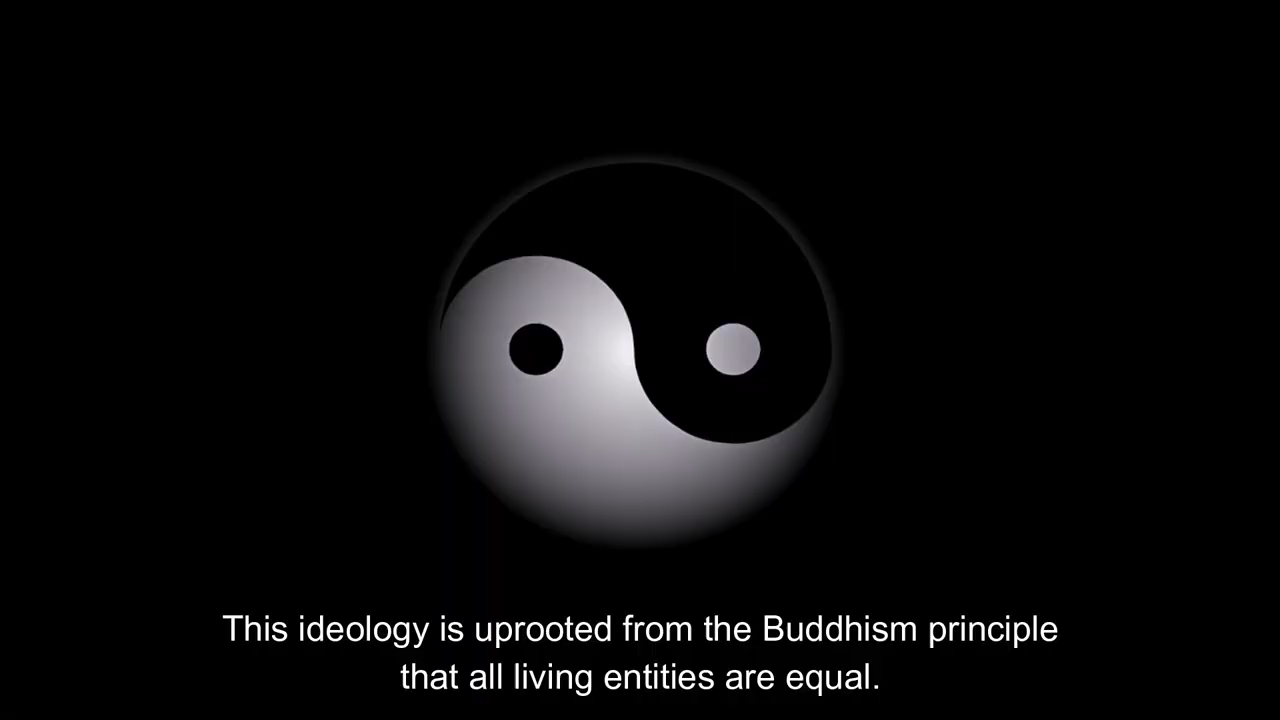 This ideology is uprooted from the Buddhism principle
that all living entities are equal.